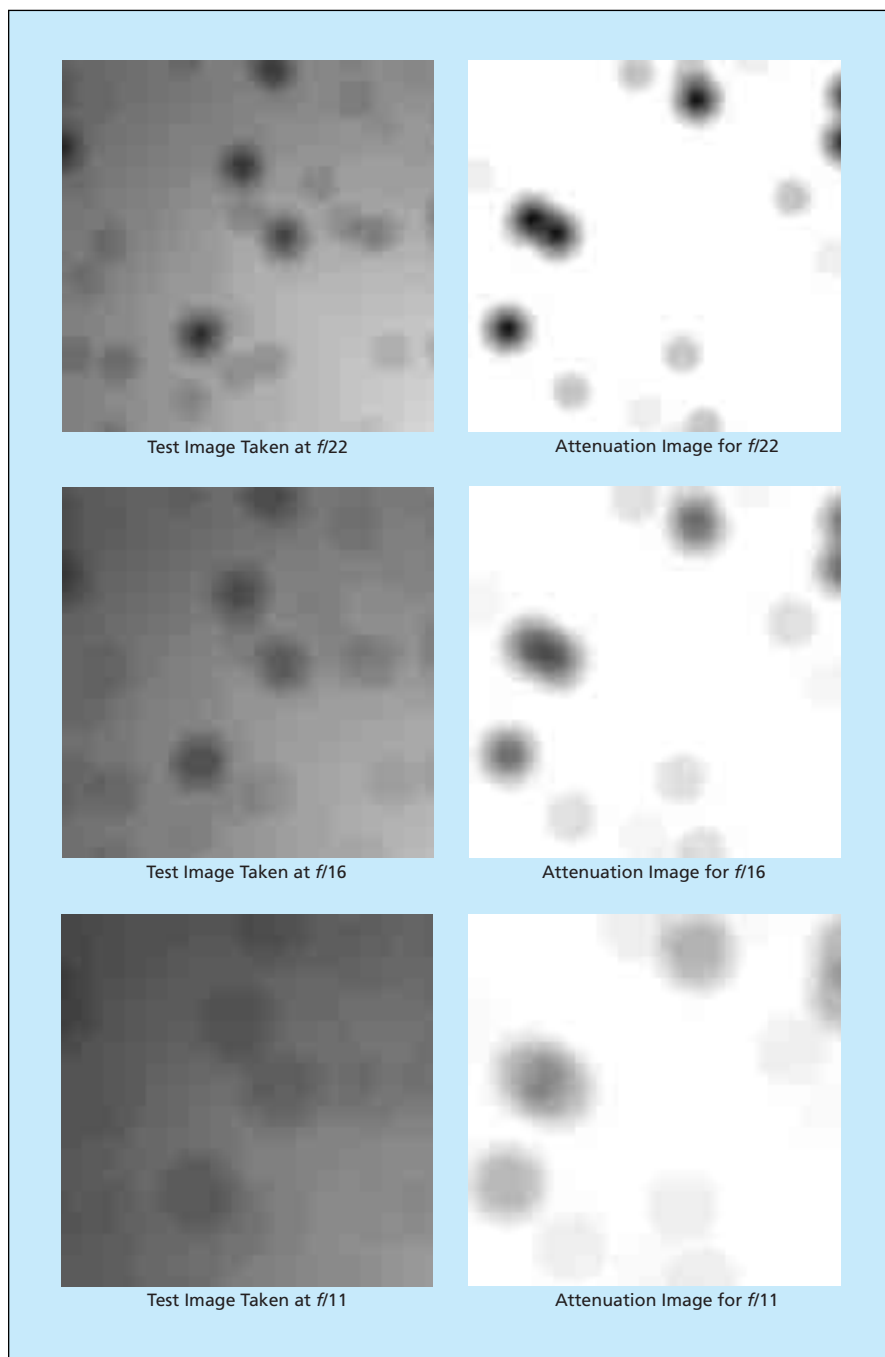 Test Image Taken at f/22
Attenuation Image for f/22
Test Image Taken at f/16
Attenuation Image for f/16
Test Image Taken at f/11
Attenuation Image for f/11